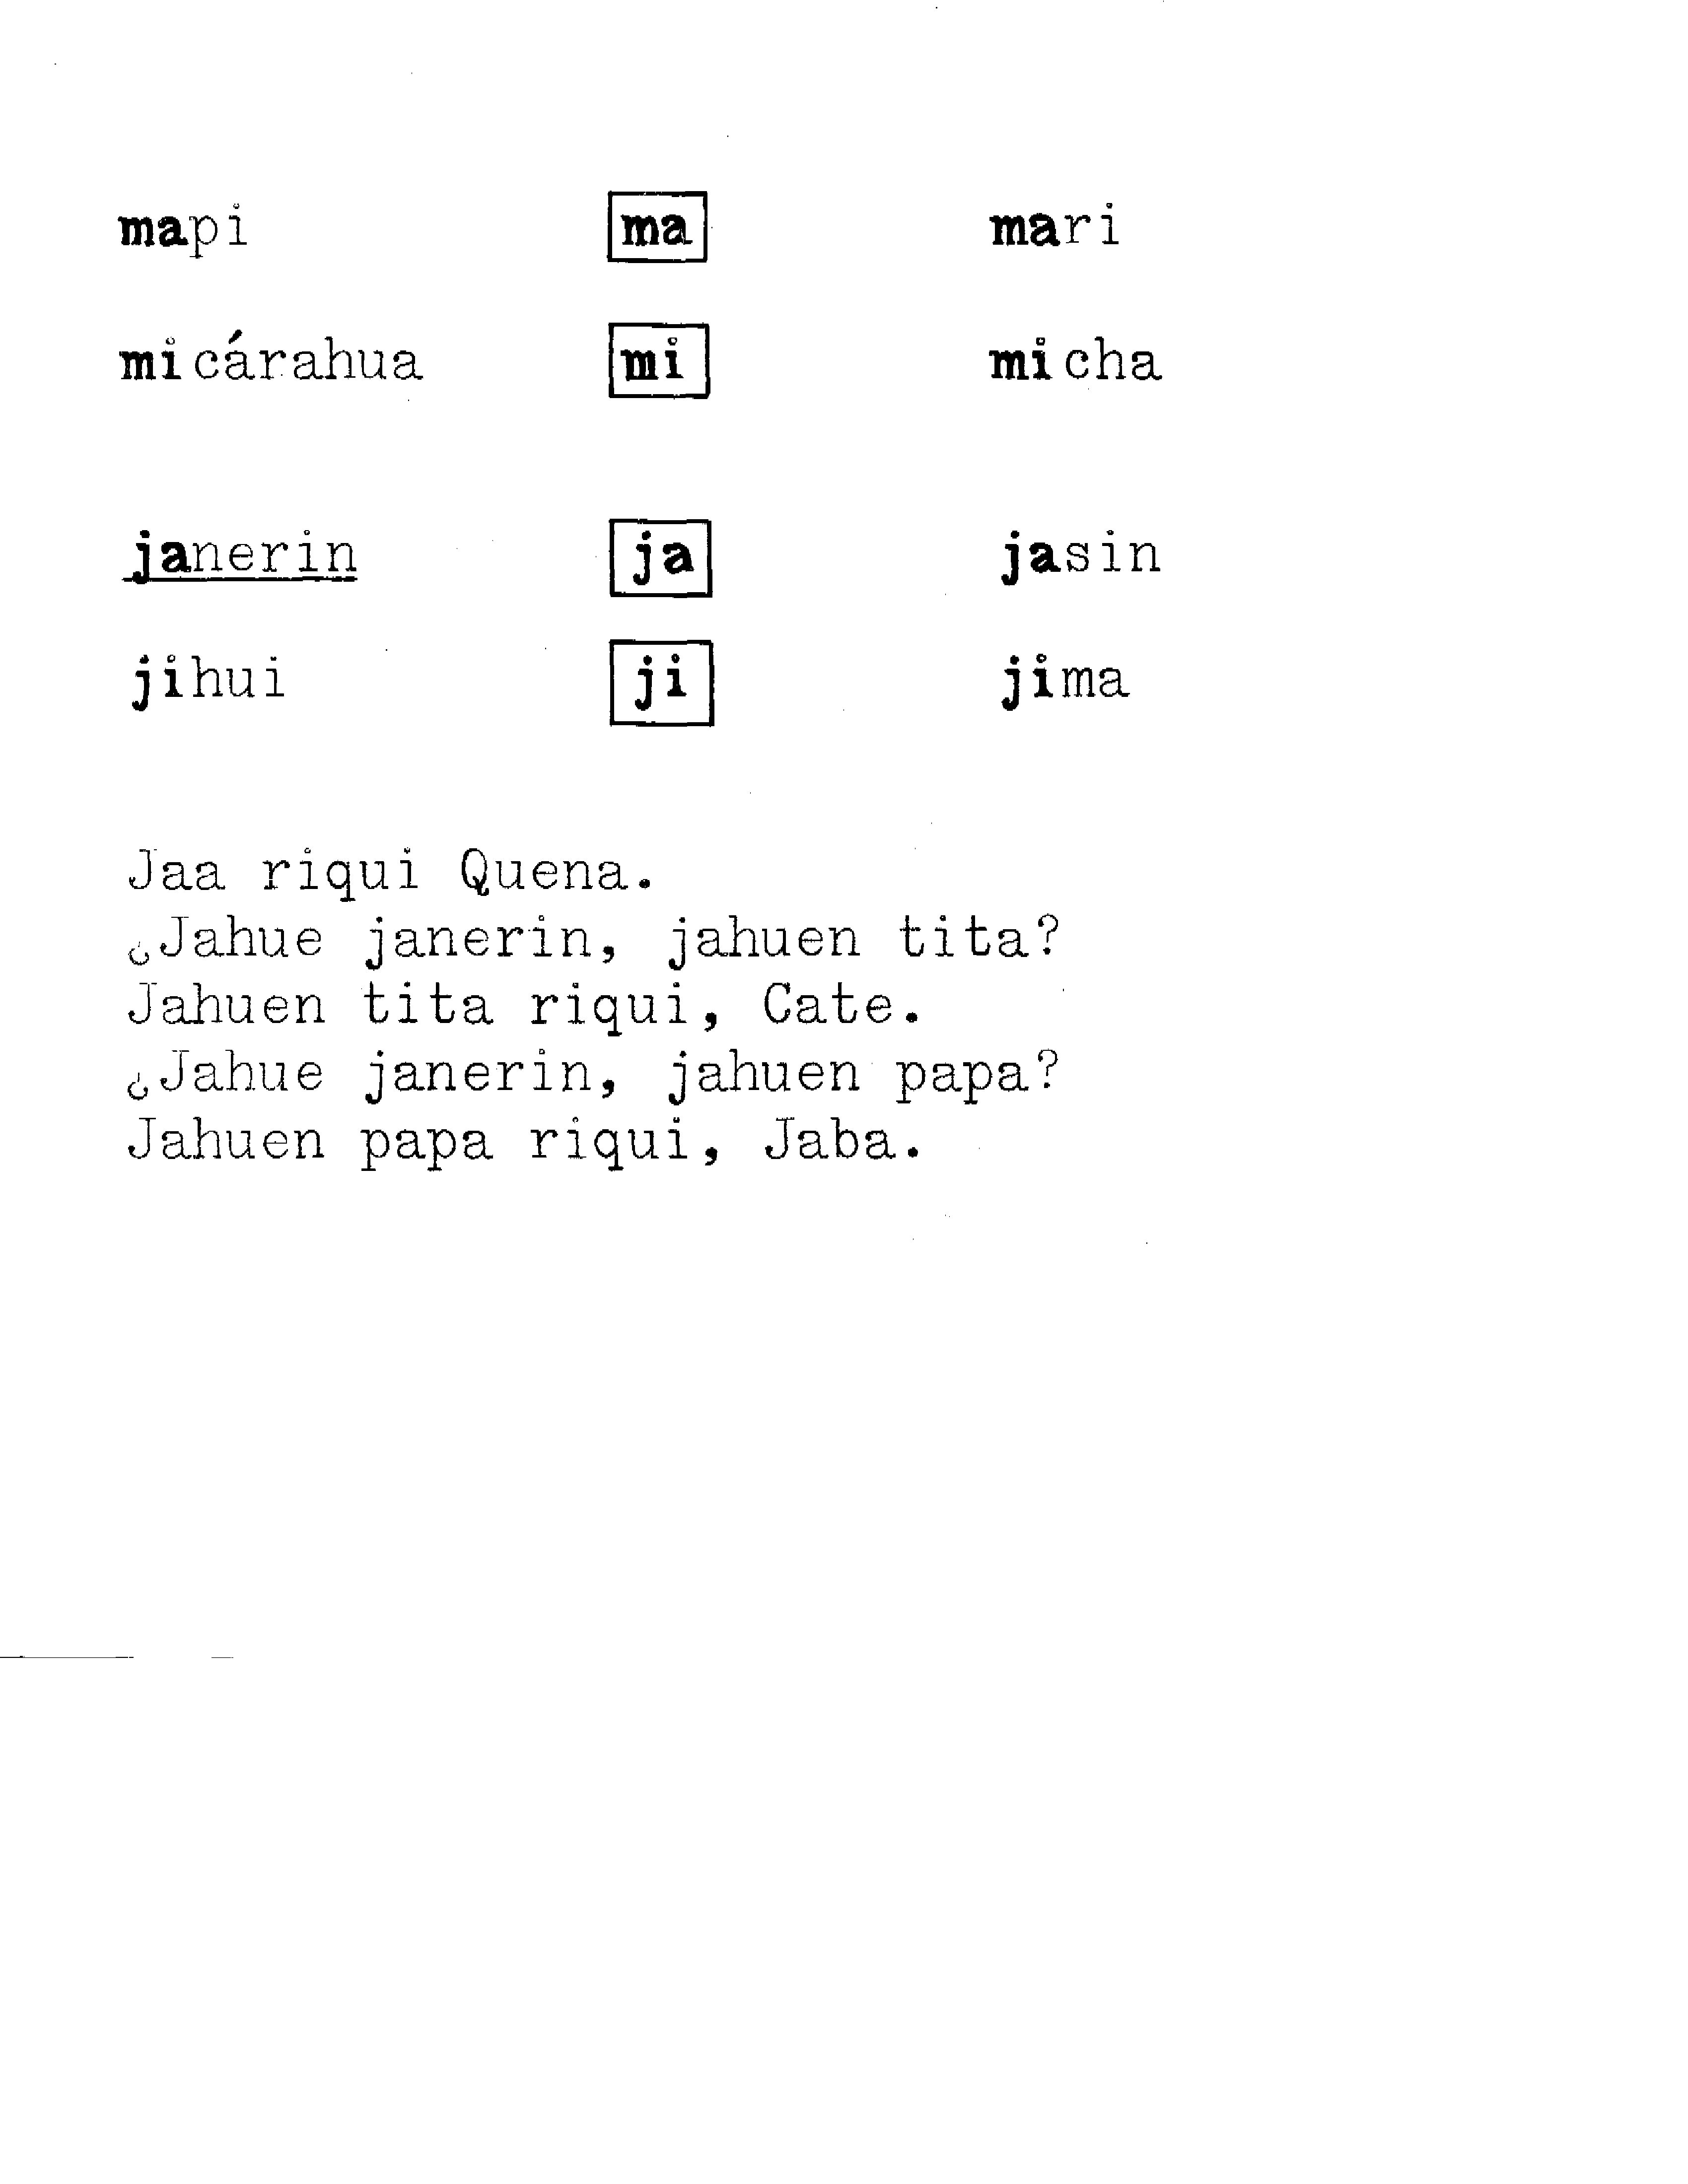 mapi ma mari
micárahua mi micha
janerin ja jasin
jihui ji jima
Jaa riqui Quena.
¿Jahue janerin, jahuen tita?
Jahuen tita riqui, Cate.
¿Jahue janerin, jahuen papa?
Jahuen papa riqui, Jaba.